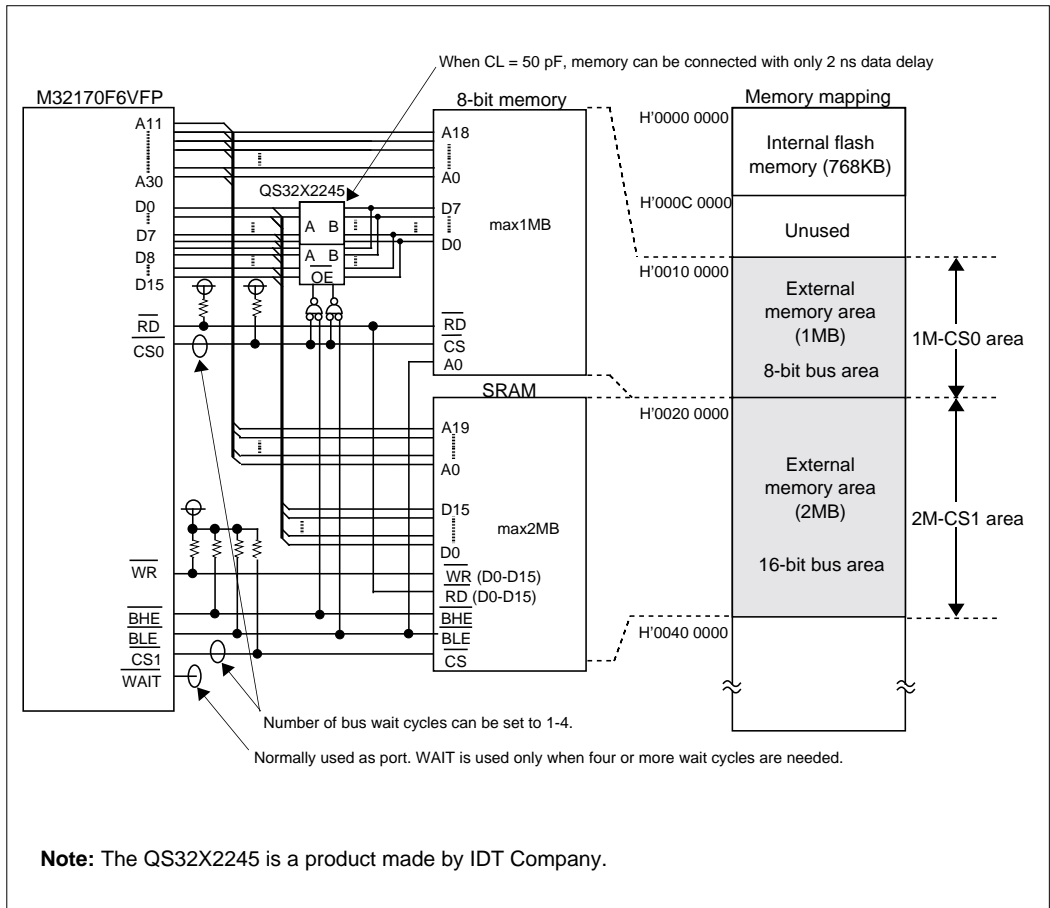 When CL = 50 pF, memory can be connected with only 2 ns data delay
M32170F6VFP
A11
A30
D0
D7
D8
D15
RD
CS0
WR
BHE
BLE
CS1
WAIT
QS32X2245
A B
A B
OE
8-bit memory
A18
A0
D7
D0
max1MB
RD
CS
A0
SRAM
A19
A0
D15
D0
max2MB
WR (D0-D15)
RD (D0-D15)
BHE
BLE
CS
Memory mapping
H'0000 0000
Internal flash
memory (768KB)
H'000C 0000
Unused
H'0010 0000
External
memory area
(1MB)
8-bit bus area
1M-CS0 area
H'0020 0000
External
memory area
(2MB)
16-bit bus area
2M-CS1 area
H'0040 0000
Number of bus wait cycles can be set to 1-4.
Normally used as port. WAIT is used only when four or more wait cycles are needed.
Note: The QS32X2245 is a product made by IDT Company.